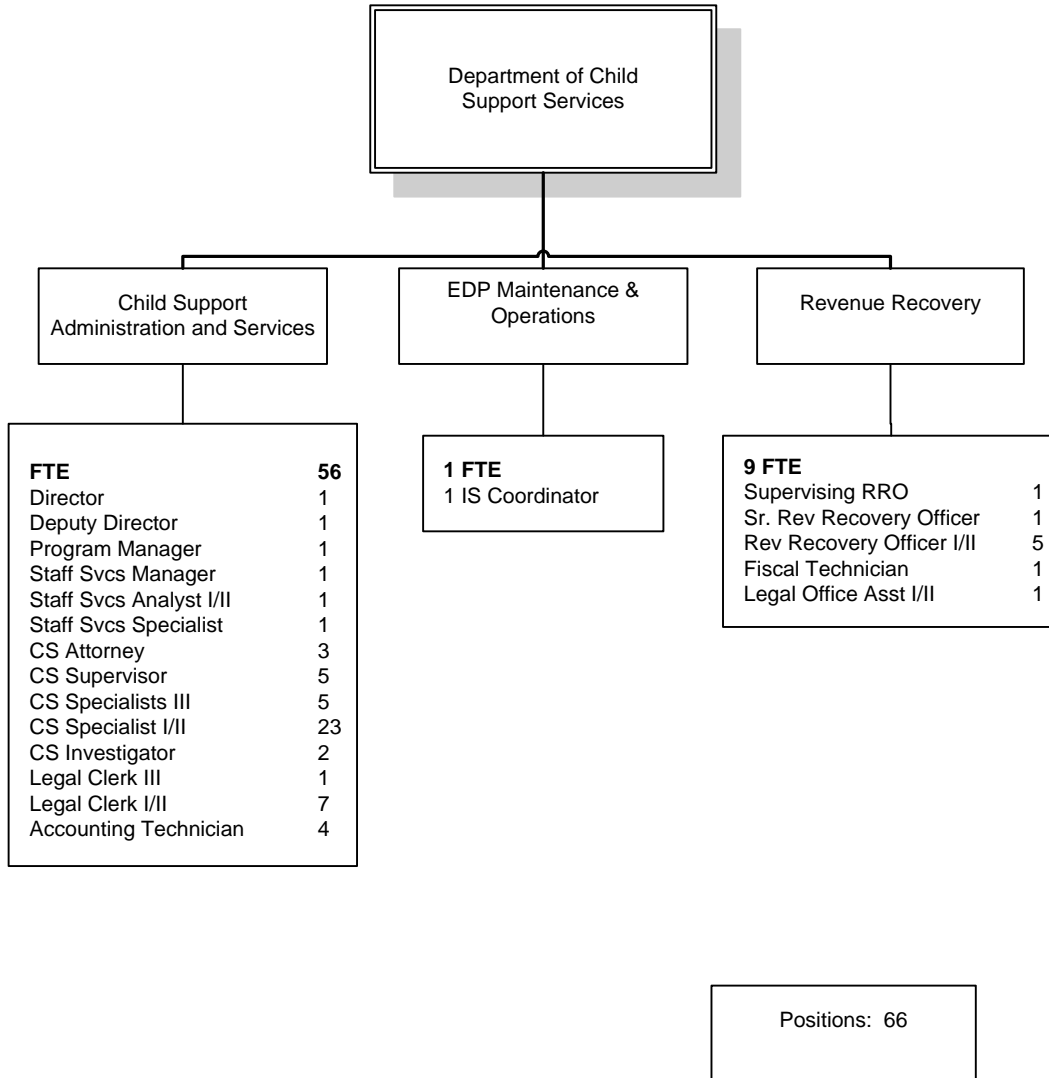 Department of Child
Support Services
Child Support
Administration and Services
EDP Maintenance &
Operations
Revenue Recovery
FTE 56
Director 1
Deputy Director 1
Program Manager 1
Staff Svcs Manager 1
Staff Svcs Analyst I/II 1
Staff Svcs Specialist 1
CS Attorney 3
CS Supervisor 5
CS Specialists III 5
CS Specialist I/II 23
CS Investigator 2
Legal Clerk III 1
Legal Clerk I/II 7
Accounting Technician 4
1 FTE
1 IS Coordinator
9 FTE
Supervising RRO 1
Sr. Rev Recovery Officer 1
Rev Recovery Officer I/II 5
Fiscal Technician 1
Legal Office Asst I/II 1
Positions: 66